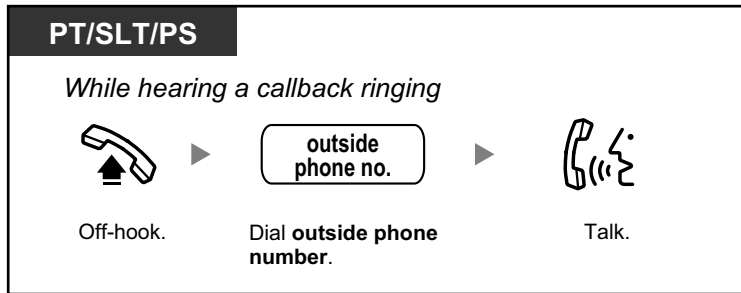 PT/SLT/PS
While hearing a callback ringing
outside
phone no.
Off-hook.
Dial outside phone
number.
Talk.